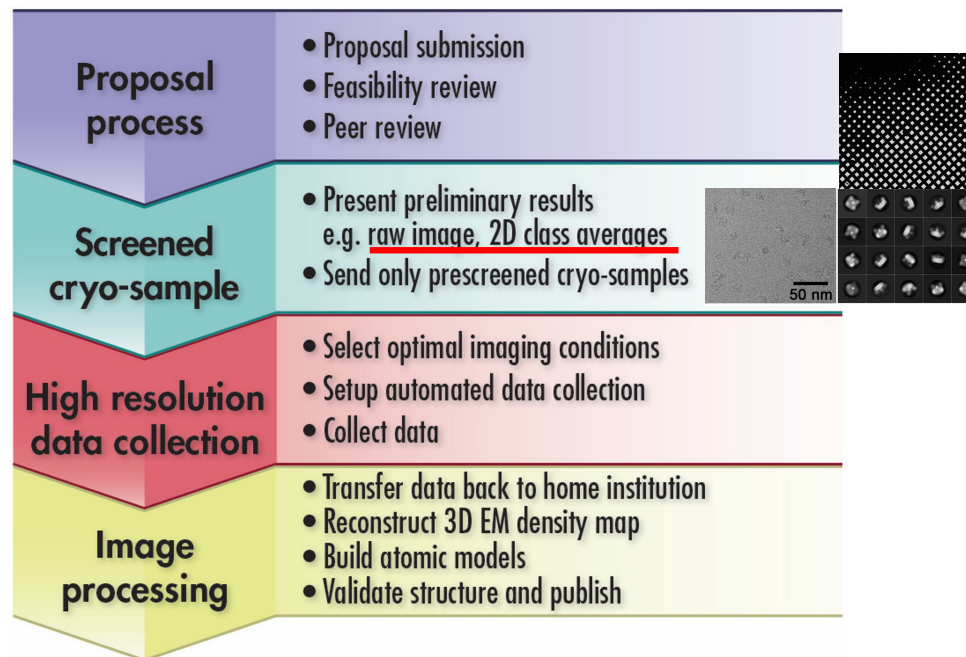 Proposal
process
• Proposal submission
• Feasibility review
• Peer review
Screened
cryo-sample
• Present preliminary results
e.g. raw image, 2D class averages
• Send only prescreened cryo-samples
50 nm
High resolution
data collection
• Select optimal imaging conditions
• Setup automated data collection
• Collect data
Image
processing
• Transfer data back to home institution
• Reconstruct 3D EM density map
• Build atomic models
• Validate structure and publish